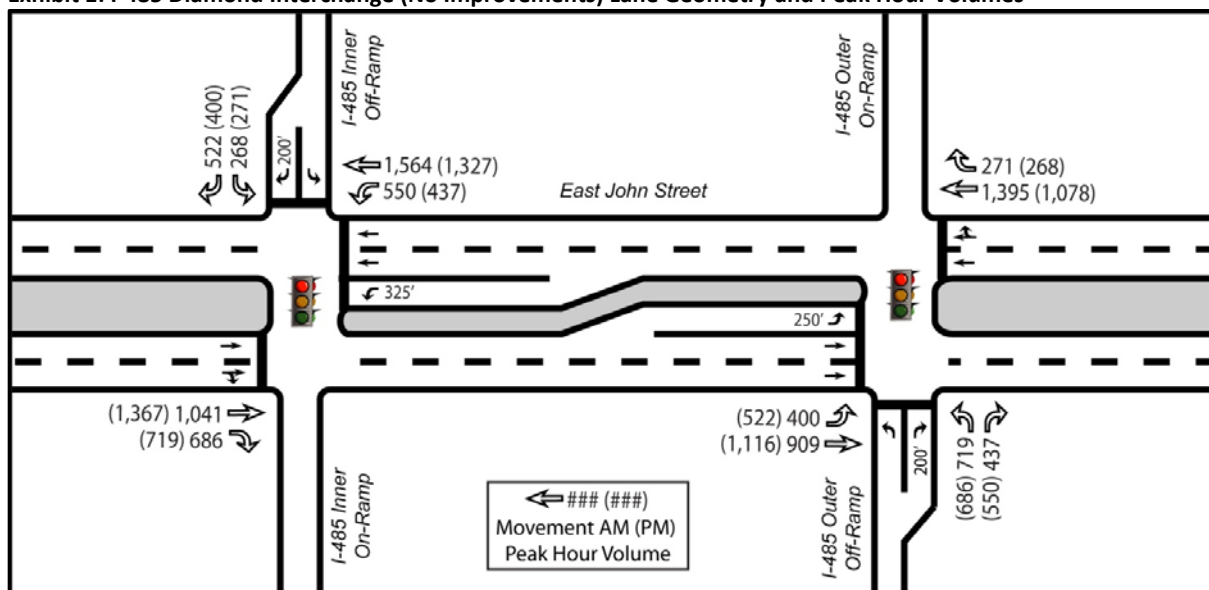 Exhibit 27. I-485 Diamond Interchange (No Improvements) Lane Geometry and Peak Hour Volumes
522 (400)
268 (271)
200'
I-485 Inner
Off-Ramp
1,564 (1,327)
550 (437)
East John Street
I-485 Outer
On-Ramp
271 (268)
1,395 (1,078)
325'
250'
(1,367) 1,041
(719) 686
I-485 Inner
On-Ramp
### (###)
Movement AM (PM)
Peak Hour Volume
(522) 400
(1,116) 909
I-485 Outer
Off-Ramp
200'
(686) 719
(550) 437